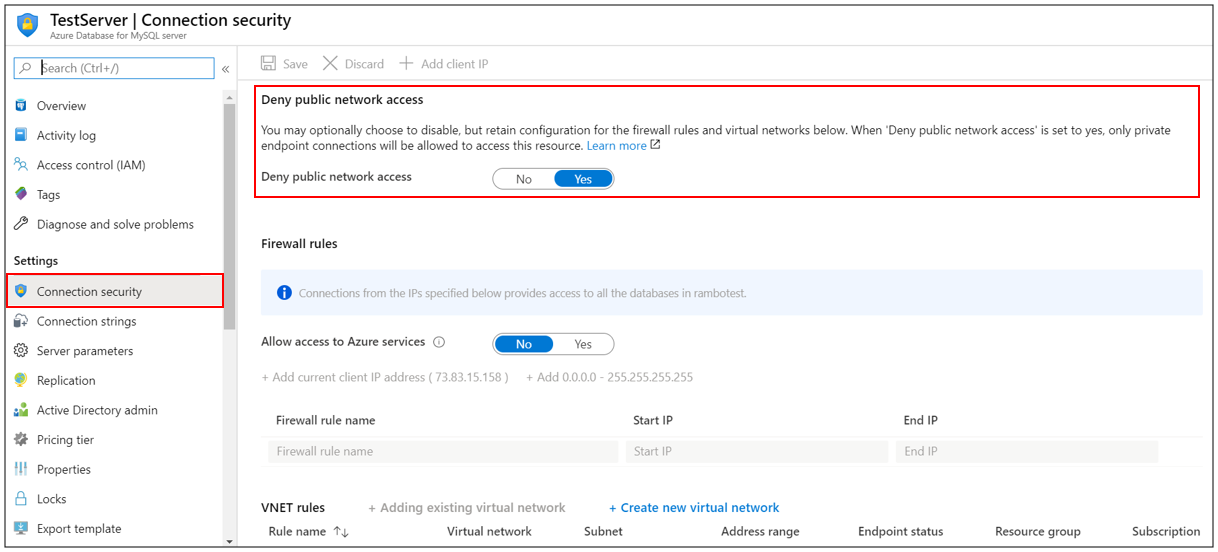 TestServer | Connection security
Azure Database for MySQL server
Search (Ctrl+/)
«
Overview
Activity log
Access control (IAM)
Tags
Diagnose and solve problems
Settings
Connection security
Connection strings
Server parameters
Replication
Active Directory admin
Pricing tier
Properties
Locks
Export template
Save Discard + Add client IP
Deny public network access
You may optionally choose to disable, but retain configuration for the firewall rules and virtual networks below. When 'Deny public network access' is set to yes, only private
endpoint connections will be allowed to access this resource. Learn more
Deny public network access No Yes
Firewall rules
Connections from the IPs specified below provides access to all the databases in rambotest.
Allow access to Azure services No Yes
+ Add current client IP address ( 73.83.15.158 ) + Add 0.0.0.0 - 255.255.255.255
Firewall rule name Start IP End IP
Firewall rule name Start IP End IP
VNET rules + Adding existing virtual network + Create new virtual network
Rule name ↑↓ Virtual network Subnet Address range Endpoint status Resource group Subscription